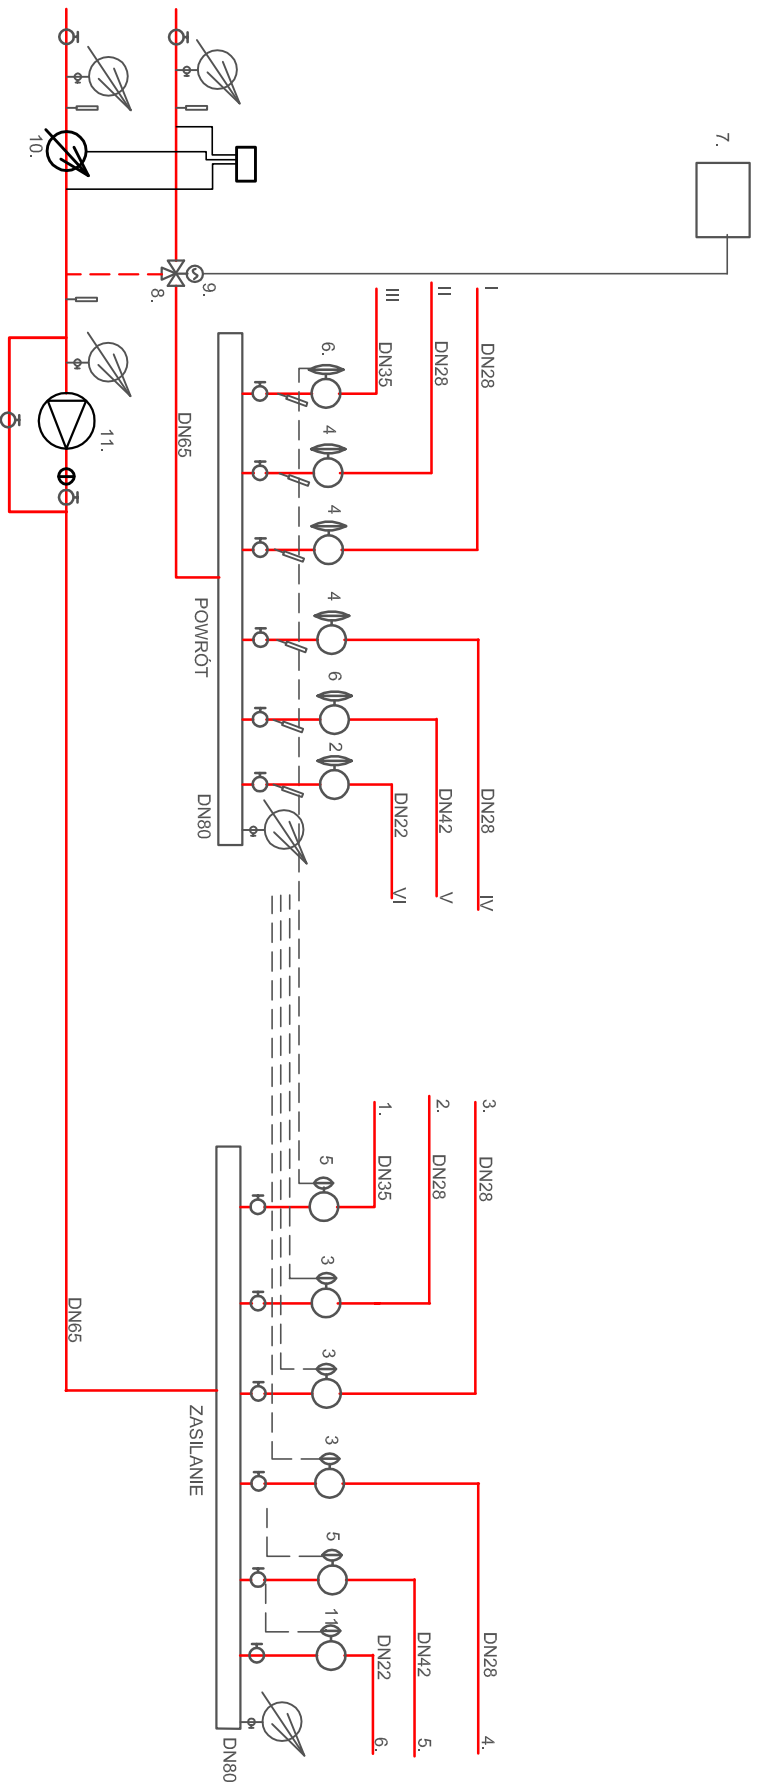 7.
10.
9.
8.
11.
I
II
III
DN28
DN28
DN35
6.
4
4
DN65
4
POWRÓT
6
2
DN80
DN22
DN42
DN28
VI
V
IV
1.
2.
3.
DN35
DN28
DN28
5
3
3
DN65
ZASILANIE
3
5
11
DN22
DN42
DN28
6.
5.
4.
DN80